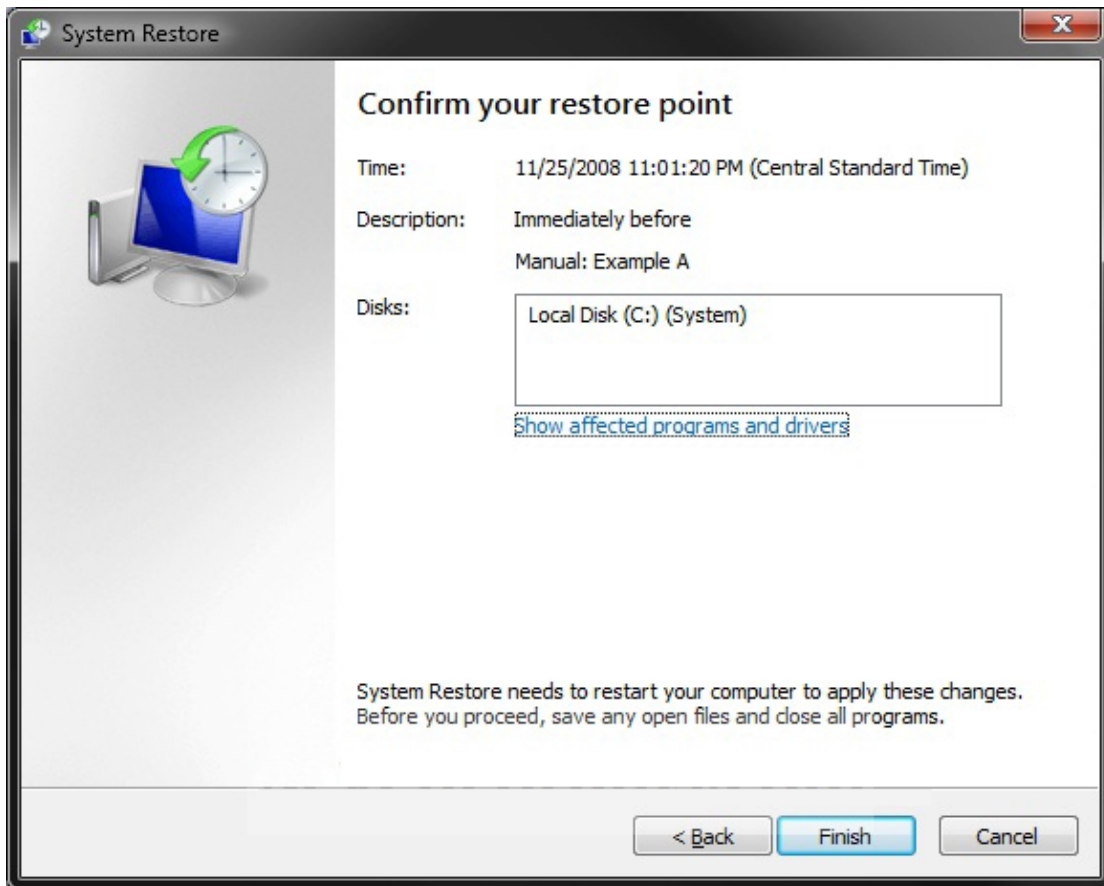 System Restore
Confirm your restore point
Time: 11/25/2008 11:01:20 PM (Central Standard Time)
Description: Immediately before
Manual: Example A
Disks: Local Disk (C:) (System)
Show affected programs and drivers
System Restore needs to restart your computer to apply these changes.
Before you proceed, save any open files and close all programs.
< Back Finish Cancel